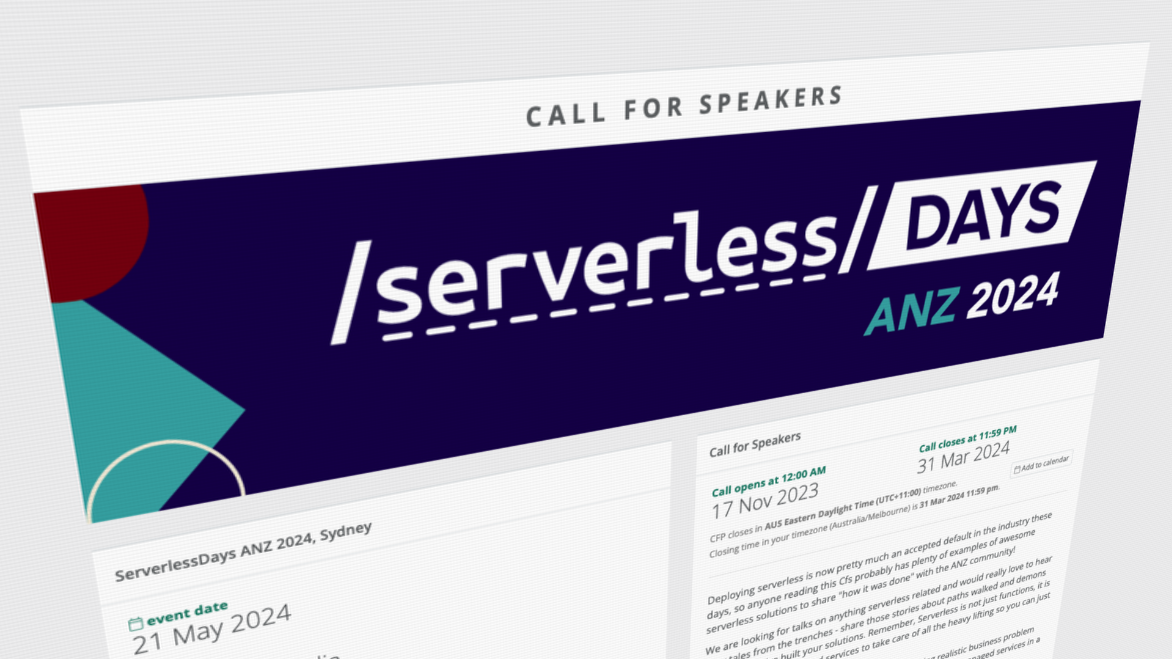 CALL FOR SPEAKERS
/serverless/DAYS
ANZ 2024
ServerlessDays ANZ 2024, Sydney
event date
21 May 2024
Call for Speakers
Call opens at 12:00 AM
17 Nov 2023
Call closes at 11:59 PM
31 Mar 2024
Add to calendar
CFP closes in AUS Eastern Daylight Time (UTC+11:00) timezone.
Closing time in your timezone (Australia/Melbourne) is 31 Mar 2024 11:59 pm.
Deploying serverless is now pretty much an accepted default in the industry these
days, so anyone reading this Cfs probably has plenty of examples of awesome
serverless solutions to share "how it was done" with the ANZ community!
We are looking for talks on anything serverless related and would really love to hear
tales from the trenches - share those stories about paths walked and demons
built your solutions. Remember, Serverless is not just functions, it is
services to take care of all the heavy lifting so you can just
realistic business problem
services in a